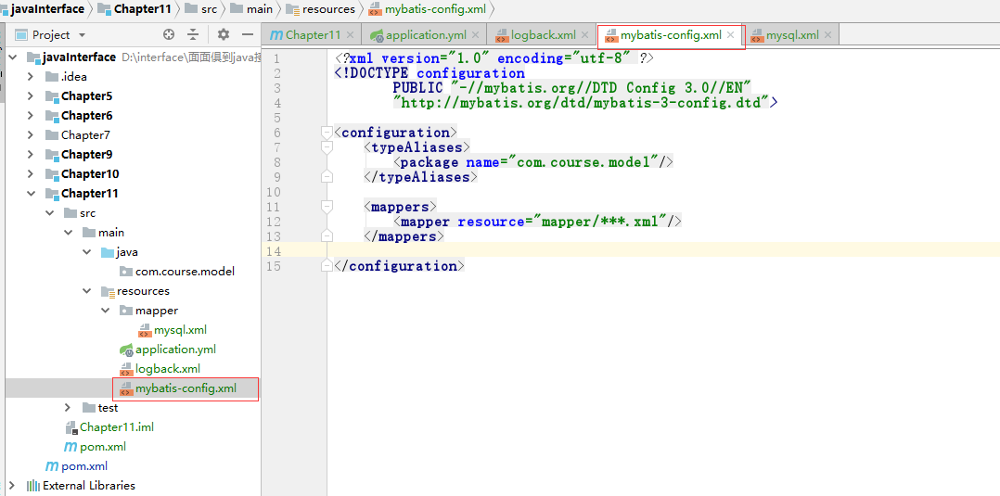 javaInterface Chapter11 src main resources mybatis-config.xml
Project
Chapter11 application.yml logback.xml mybatis-config.xml mysql.xml
javaInterface D:\interface\面面俱到java接
.idea
Chapter5
Chapter6
Chapter7
Chapter9
Chapter10
Chapter11
src
main
java
com.course.model
resources
mapper
mysql.xml
application.yml
logback.xml
mybatis-config.xml
test
Chapter11.iml
pom.xml
pom.xml
External Libraries
1 <?xml version="1.0" encoding="utf-8" ?>
2 <!DOCTYPE configuration
3 PUBLIC "-//mybatis.org//DTD Config 3.0//EN"
4 "http://mybatis.org/dtd/mybatis-3-config.dtd">
5
6 <configuration>
7 <typeAliases>
8 <package name="com.course.model"/>
9 </typeAliases>
10
11 <mappers>
12 <mapper resource="mapper/***.xml"/>
13 </mappers>
14
15 </configuration>